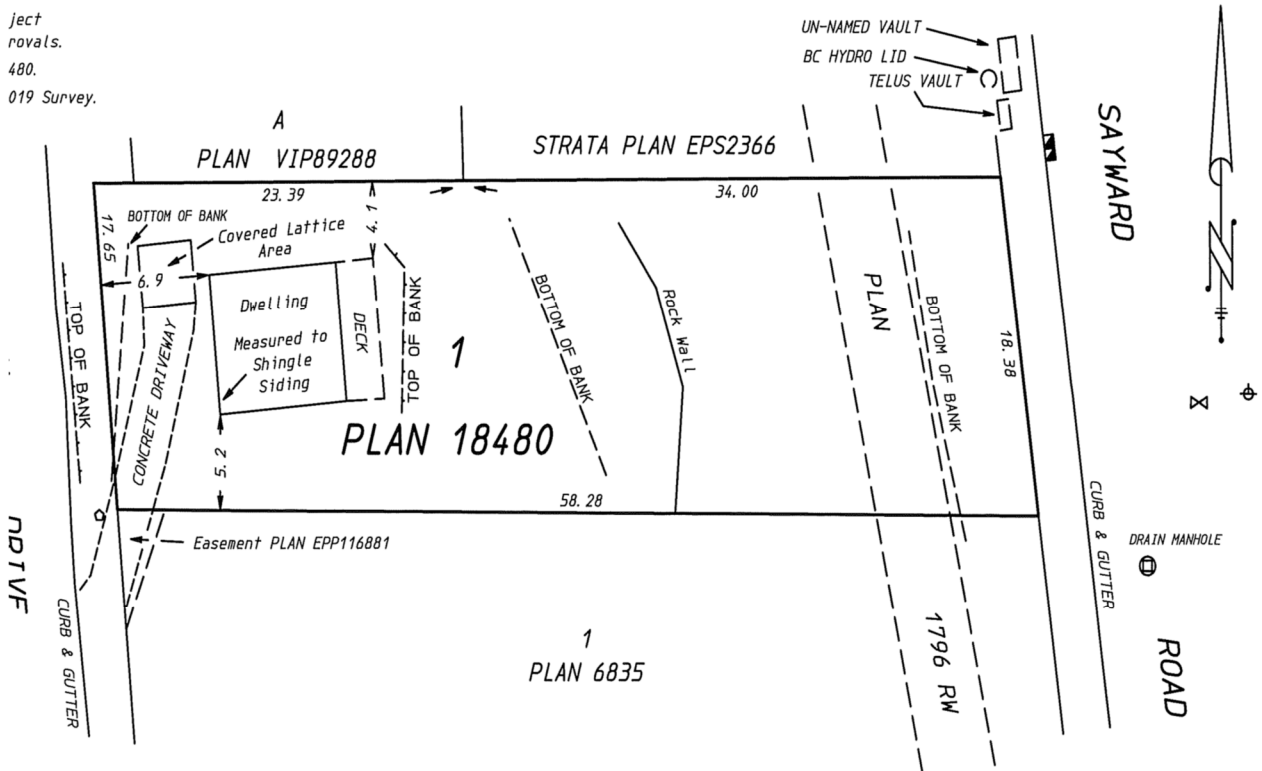 ject
rovals.
480.
019 Survey.
UN-NAMED VAULT
BC HYDRO LID
TELUS VAULT
SAYWARD
A
PLAN VIP89288
STRATA PLAN EPS2366
23.39
34.00
17.65
BOTTOM OF BANK
Covered Lattice
Area
4.1
6.9
TOP OF BANK
Dwelling
Measured to
Shingle
Siding
DECK
TOP OF BANK
1
BOTTOM OF BANK
Rock Wall
PLAN
BOTTOM OF BANK
18.38
CONCRETE DRIVEWAY
PLAN 18480
5.2
58.28
CURB & GUTTER
DRAIN MANHOLE
Easement PLAN EPP116881
DRIVE
CURB & GUTTER
1
PLAN 6835
1796 RW
ROAD